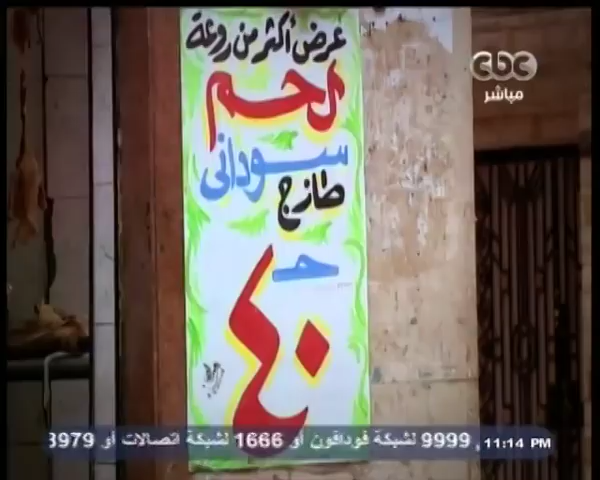 عرض أكثر من روعة
لحم
سوداني
طازج
ج
٤٠
cbc
مباشر
9999 لشبكة فودافون أو 1666 لشبكة اتصالات أو 3979
11:14 PM